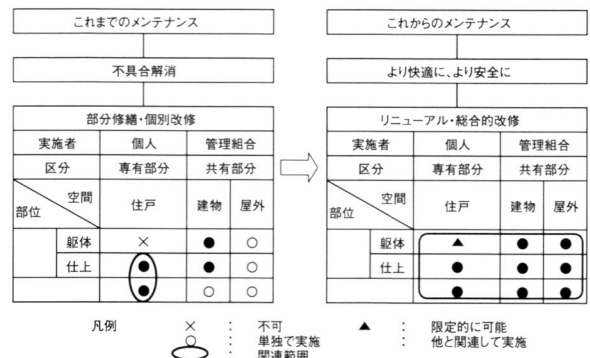 これまでのメンテナンス
不具合解消
部分修繕・個別改修
実施者 個人 管理組合
区分 専有部分 共有部分
空間
部位
住戸 建物 屋外
躯体 × ● ○
仕上 ● ● ○
● ○ ○
これからのメンテナンス
より快適に、より安全に
リニューアル・総合的改修
実施者 個人 管理組合
区分 専有部分 共有部分
空間
部位
住戸 建物 屋外
躯体 ▲ ● ●
仕上 ● ● ●
● ● ●
凡例 × : 不可 ▲ : 限定的に可能
○ : 単独で実施 : 他と関連して実施
: 関連範囲